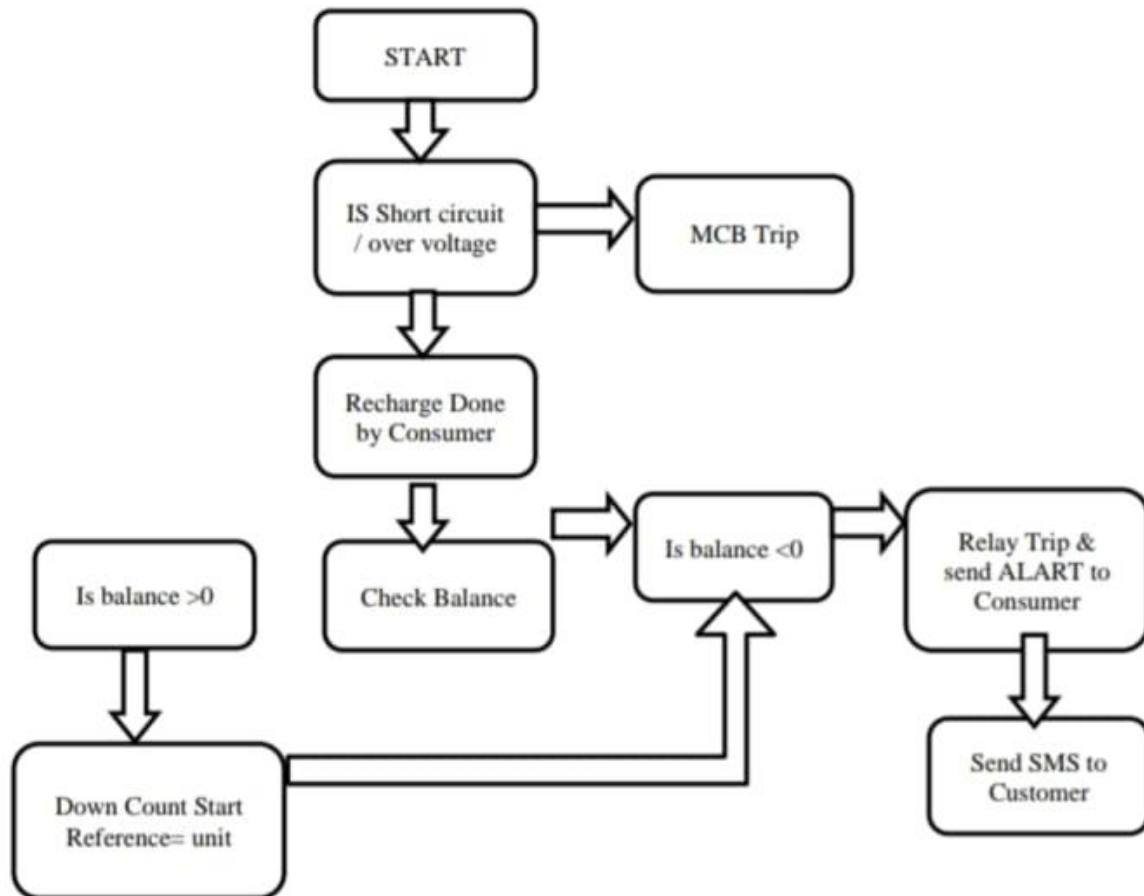 START
IS Short circuit
/ over voltage
MCB Trip
Recharge Done
by Consumer
Is balance >0
Check Balance
Is balance <0
Relay Trip &
send ALART to
Consumer
Down Count Start
Reference= unit
Send SMS to
Customer